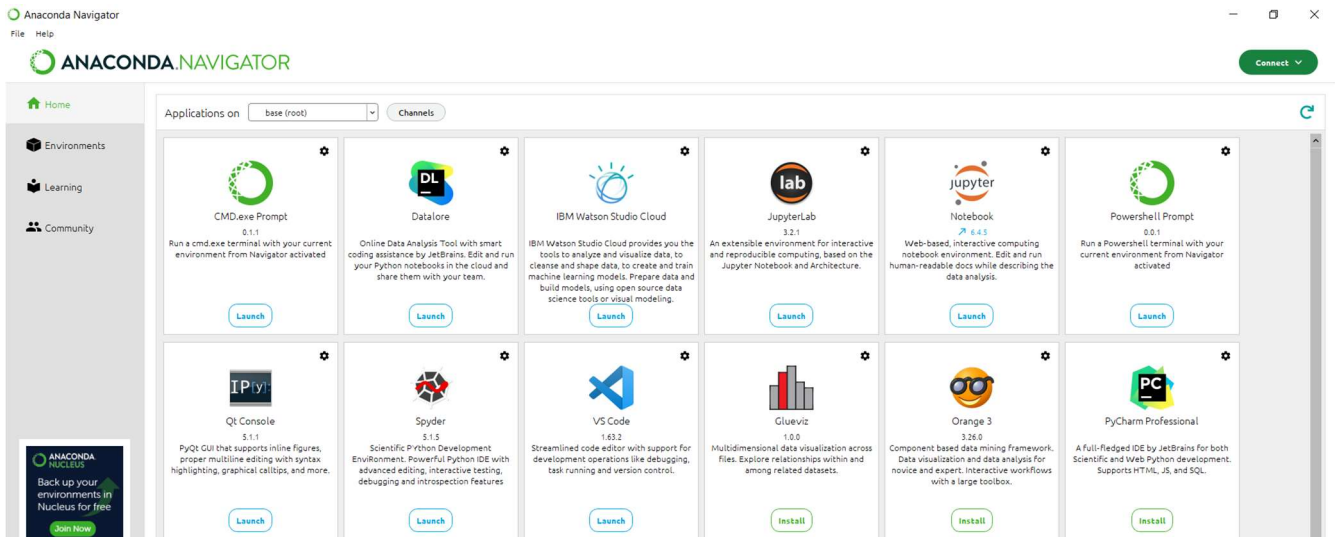 Anaconda Navigator
File Help
ANACONDA.NAVIGATOR
Connect
Home
Applications on base (root) Channels
Environments
Learning
Community
CMD.exe Prompt
0.1.1
Run a cmd.exe terminal with your current
environment from Navigator activated
Launch
DL
Datalore
Online Data Analysis Tool with smart
coding assistance by JetBrains. Edit and run
your Python notebooks in the cloud and
share them with your team.
Launch
IBM Watson Studio Cloud
IBM Watson Studio Cloud provides you the
tools to analyze and visualize data, to
cleanse and shape data, to create and train
machine learning models. Prepare data and
build models, using open source data
science tools or visual modeling.
Launch
lab
JupyterLab
3.2.1
An extensible environment for interactive
and reproducible computing, based on the
Jupyter Notebook and Architecture.
Launch
jupyter
Notebook
6.4.5
Web-based, interactive computing
notebook environment. Edit and run
human-readable docs while describing the
data analysis.
Launch
Powershell Prompt
0.0.1
Run a Powershell terminal with your
current environment from Navigator
activated
Launch
IP[y]:
Qt Console
5.1.1
PyQt GUI that supports inline figures,
proper multiline editing with syntax
highlighting, graphical calltips, and more.
Launch
Spyder
5.1.5
Scientific PYthon Development
EnviRonment. Powerful Python IDE with
advanced editing, interactive testing,
debugging and introspection features
Launch
VS Code
1.63.2
Streamlined code editor with support for
development operations like debugging,
task running and version control.
Launch
Glueviz
1.0.0
Multidimensional data visualization across
files. Explore relationships within and
among related datasets.
Install
Orange 3
3.26.0
Component based data mining framework.
Data visualization and data analysis for
novice and expert. Interactive workflows
with a large toolbox.
Install
PC
PyCharm Professional
A full-fledged IDE by JetBrains for both
Scientific and Web Python development.
Supports HTML, JS, and SQL.
Install
ANACONDA
NUCLEUS
Back up your
environments in
Nucleus for free
Join Now